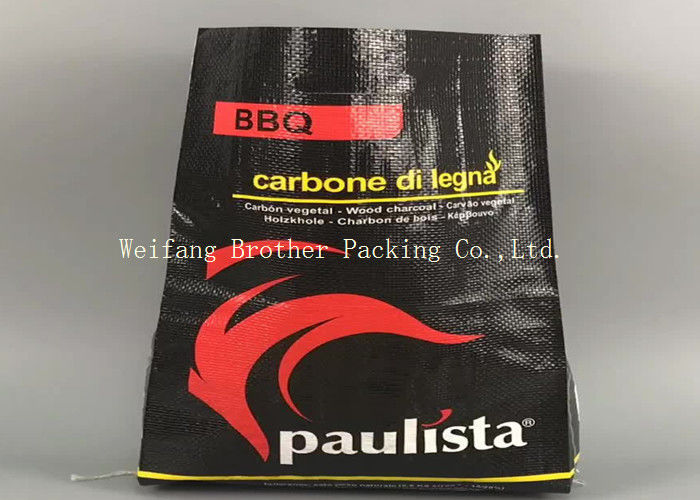 BBQ
carbone di legna
Carbón vegetal - Wood charcoal - Carvão vegetal
Holzkhole - Charbon de bois - Κάρβουνο
Weifang Brother Packing Co.,Ltd.
paulista®